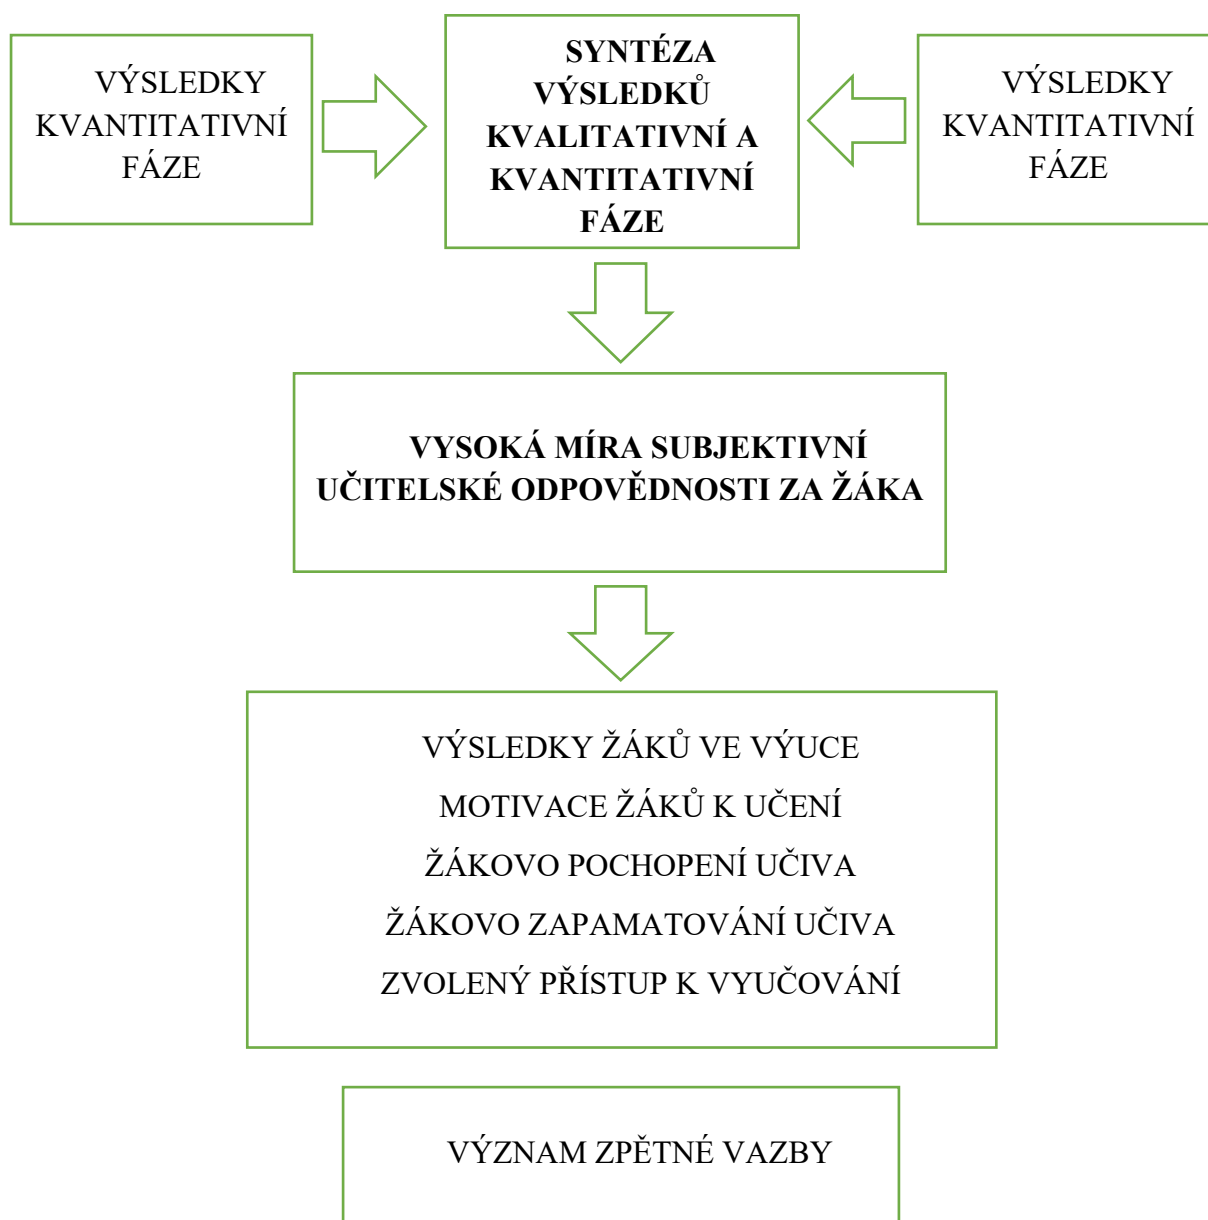 VÝSLEDKY
KVANTITATIVNÍ
FÁZE
SYNTÉZA
VÝSLEDKŮ
KVALITATIVNÍ A
KVANTITATIVNÍ
FÁZE
VÝSLEDKY
KVANTITATIVNÍ
FÁZE
VYSOKÁ MÍRA SUBJEKTIVNÍ
UČITELSKÉ ODPOVĚDNOSTI ZA ŽÁKA
VÝSLEDKY ŽÁKŮ VE VÝUCE
MOTIVACE ŽÁKŮ K UČENÍ
ŽÁKOVO POCHOPENÍ UČIVA
ŽÁKOVO ZAPAMATOVÁNÍ UČIVA
ZVOLENÝ PŘÍSTUP K VYUČOVÁNÍ
VÝZNAM ZPĚTNÉ VAZBY